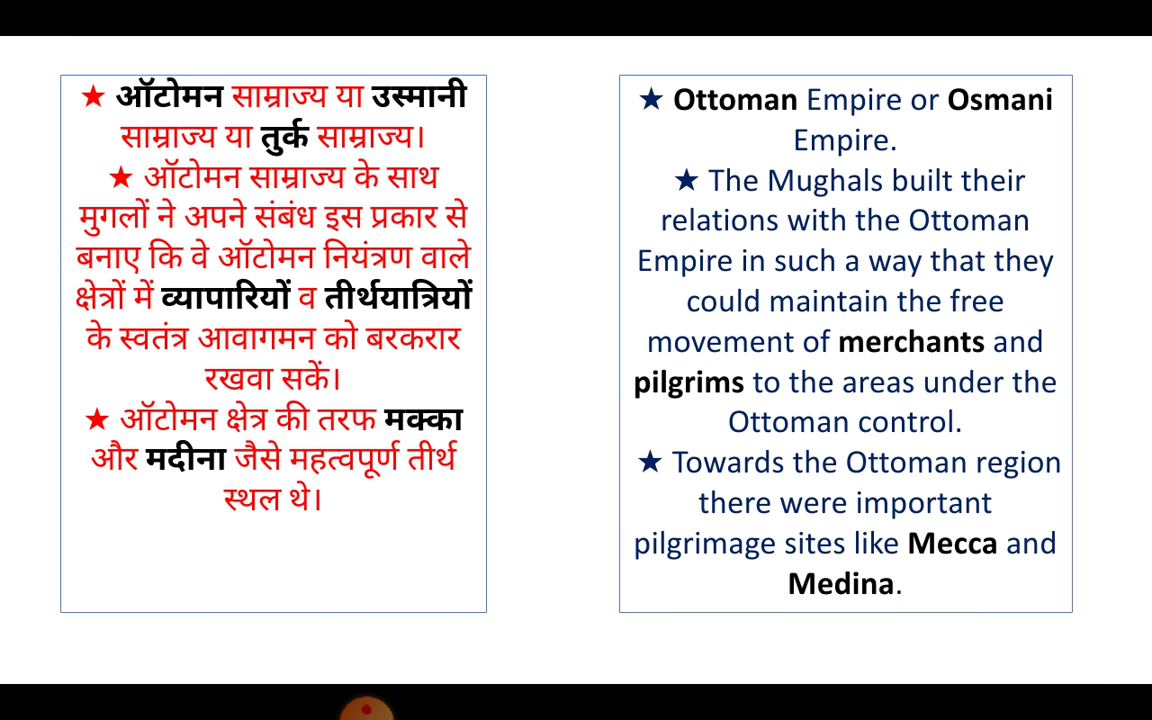 ★ ऑटोमन साम्राज्य या उस्मानी
साम्राज्य या तुर्क साम्राज्य।
★ ऑटोमन साम्राज्य के साथ
मुगलों ने अपने संबंध इस प्रकार से
बनाए कि वे ऑटोमन नियंत्रण वाले
क्षेत्रों में व्यापारियों व तीर्थयात्रियों
के स्वतंत्र आवागमन को बरकरार
रखवा सकें।
★ ऑटोमन क्षेत्र की तरफ मक्का
और मदीना जैसे महत्वपूर्ण तीर्थ
स्थल थे।
★ Ottoman Empire or Osmani
Empire.
★ The Mughals built their
relations with the Ottoman
Empire in such a way that they
could maintain the free
movement of merchants and
pilgrims to the areas under the
Ottoman control.
★ Towards the Ottoman region
there were important
pilgrimage sites like Mecca and
Medina.